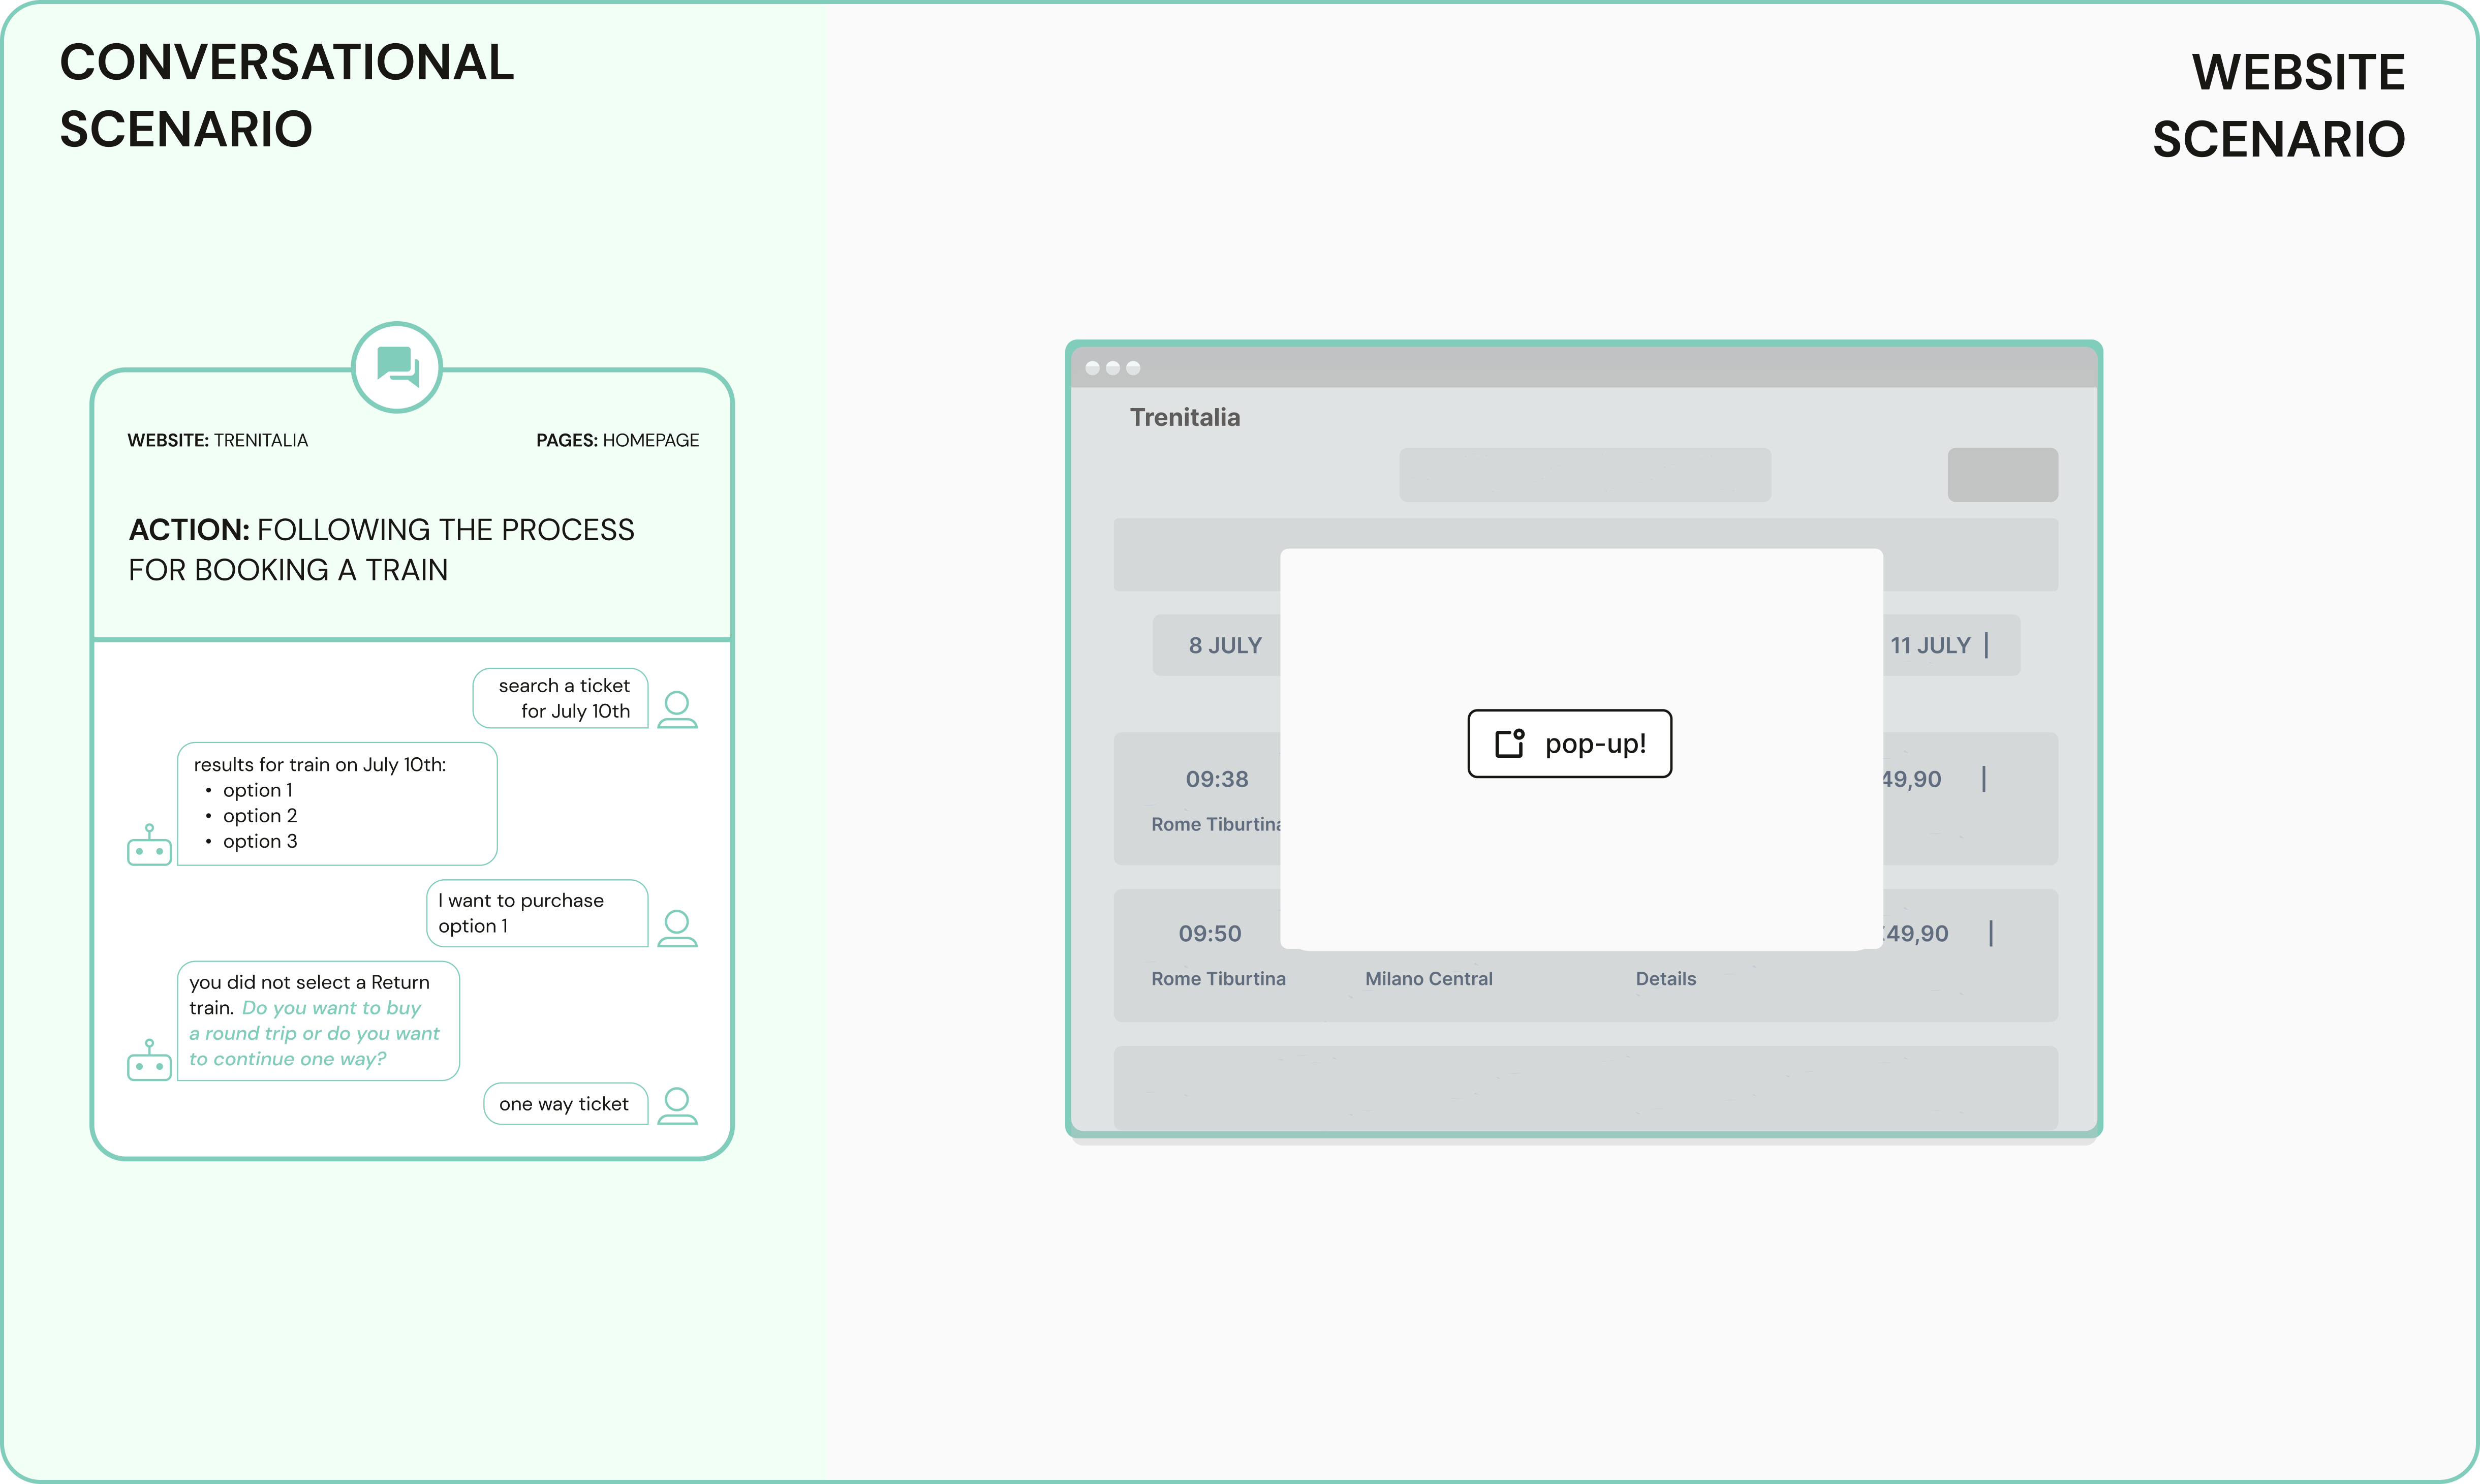 CONVERSATIONAL
SCENARIO
WEBSITE: TRENITALIA
PAGES: HOMEPAGE
ACTION: FOLLOWING THE PROCESS
FOR BOOKING A TRAIN
search a ticket
for July 10th
results for train on July 10th:
• option 1
• option 2
• option 3
I want to purchase
option 1
you did not select a Return
train. Do you want to buy
a round trip or do you want
to continue one way?
one way ticket
WEBSITE
SCENARIO
Trenitalia
8 JULY
11 JULY
pop-up!
09:38
49,90
Rome Tiburtina
09:50
49,90
Rome Tiburtina
Milano Central
Details